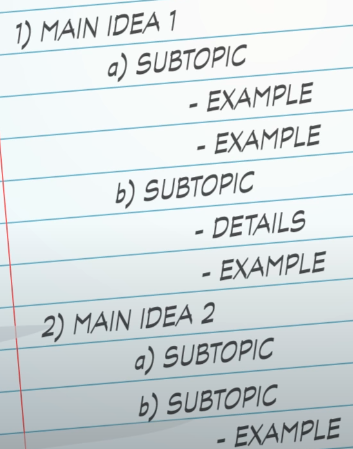 1) MAIN IDEA 1
a) SUBTOPIC
- EXAMPLE
- EXAMPLE
b) SUBTOPIC
- DETAILS
- EXAMPLE
2) MAIN IDEA 2
a) SUBTOPIC
b) SUBTOPIC
- EXAMPLE